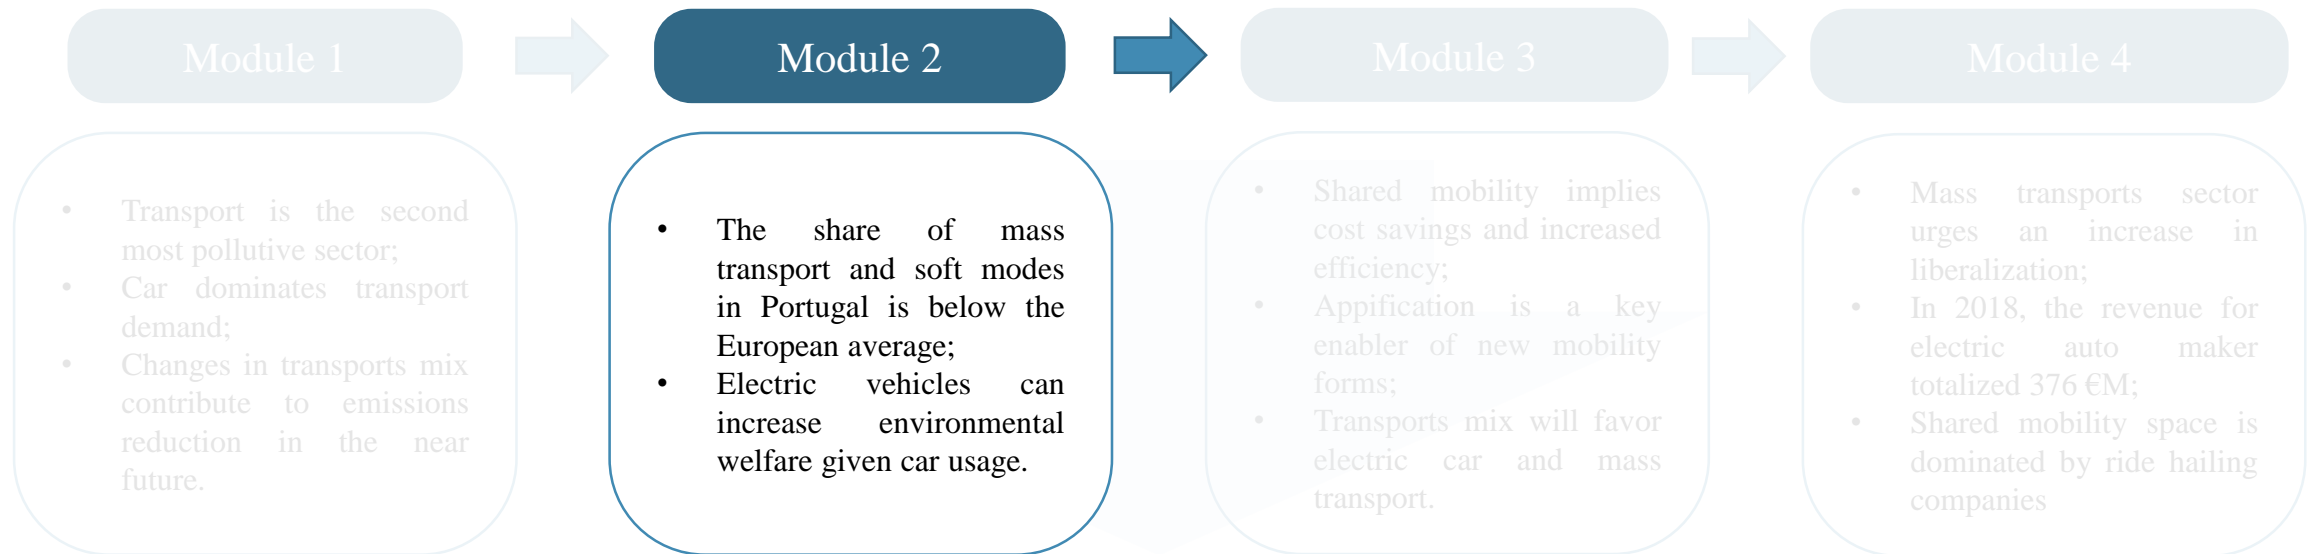 Module 1
Module 2
Module 3
Module 4
• Transport is the second
most pollutive sector;
• Car dominates transport
demand;
• Changes in transports mix
contribute to emissions
reduction in the near
future.
• The share of mass
transport and soft modes
in Portugal is below the
European average;
• Electric vehicles can
increase environmental
welfare given car usage.
• Shared mobility implies
cost savings and increased
efficiency;
• Appification is a key
enabler of new mobility
forms;
• Transports mix will favor
electric car and mass
transport.
• Mass transports sector
urges an increase in
liberalization;
• In 2018, the revenue for
electric auto maker
totalized 376 €M;
• Shared mobility space is
dominated by ride hailing
companies